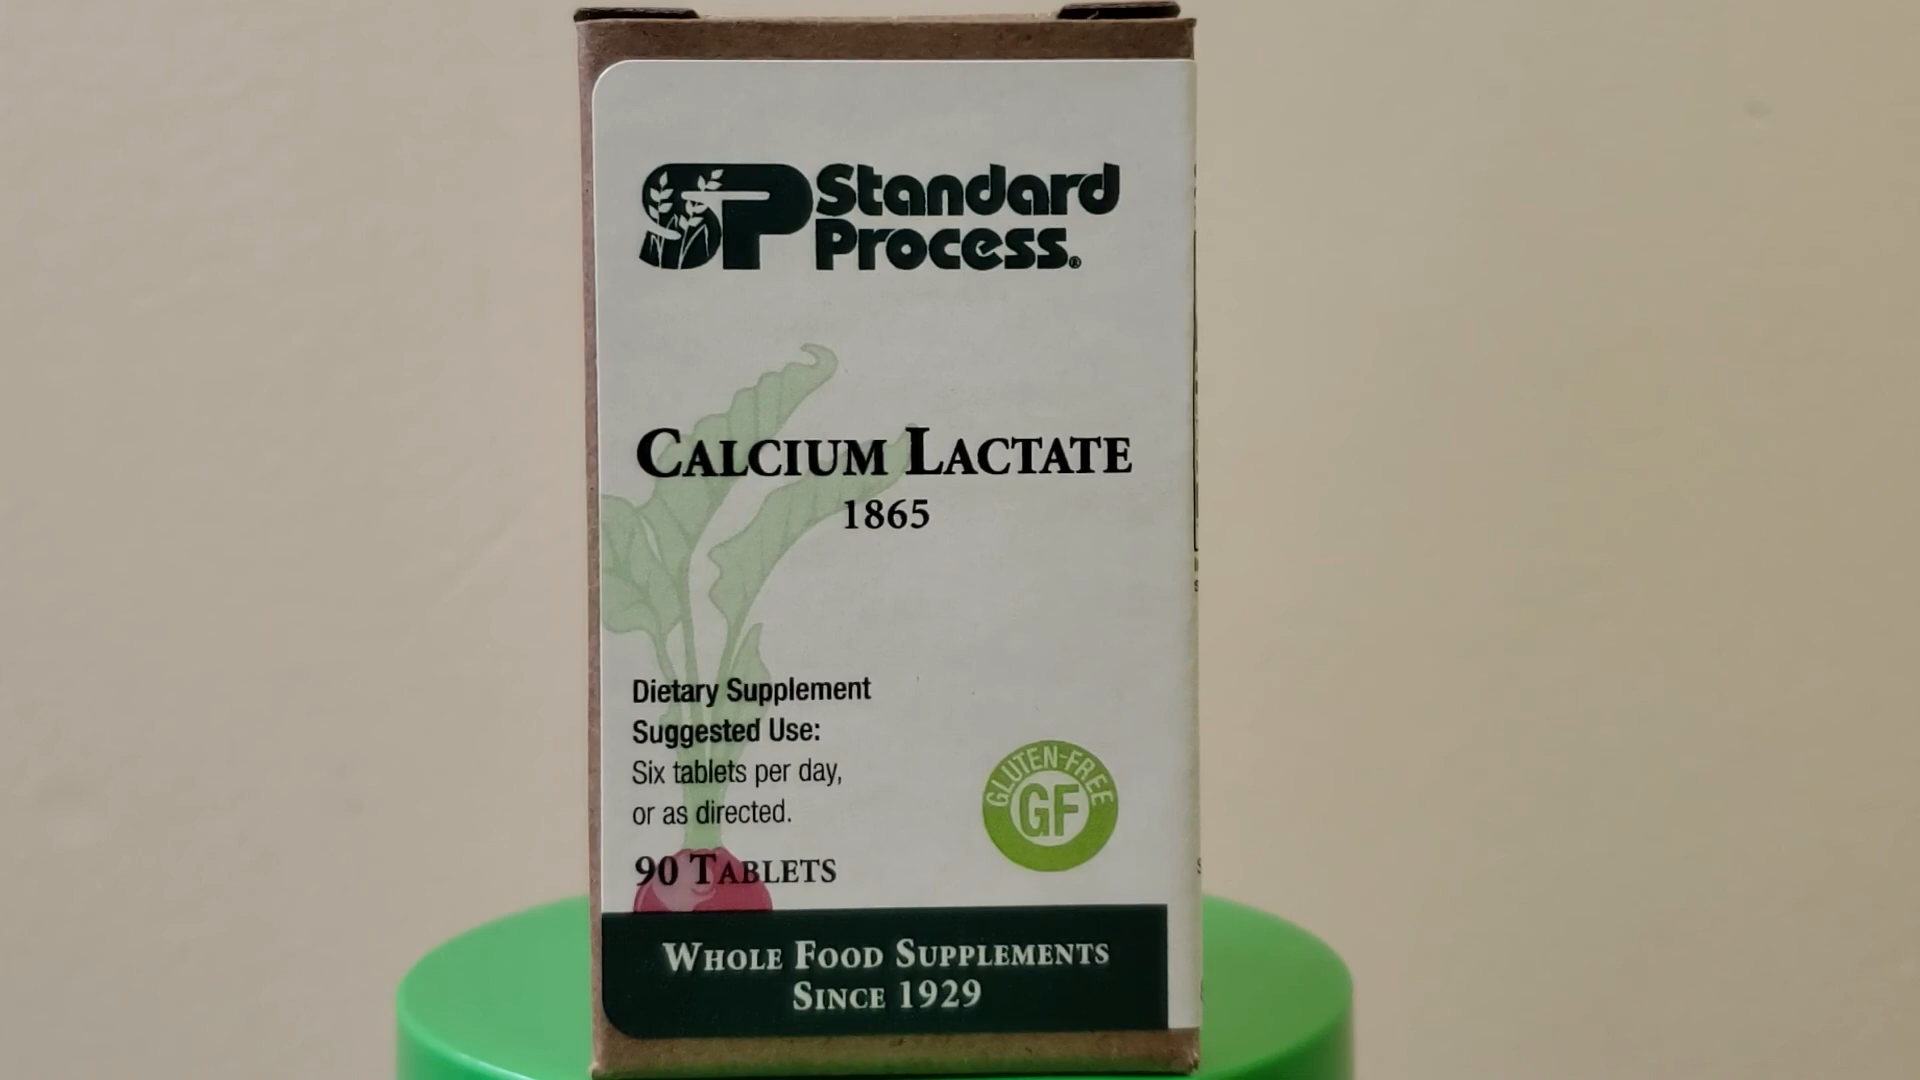 SP Standard
Process®
CALCIUM LACTATE
1865
Dietary Supplement
Suggested Use:
Six tablets per day,
or as directed.
90 TABLETS
GLUTEN-FREE
GF
WHOLE FOOD SUPPLEMENTS
SINCE 1929